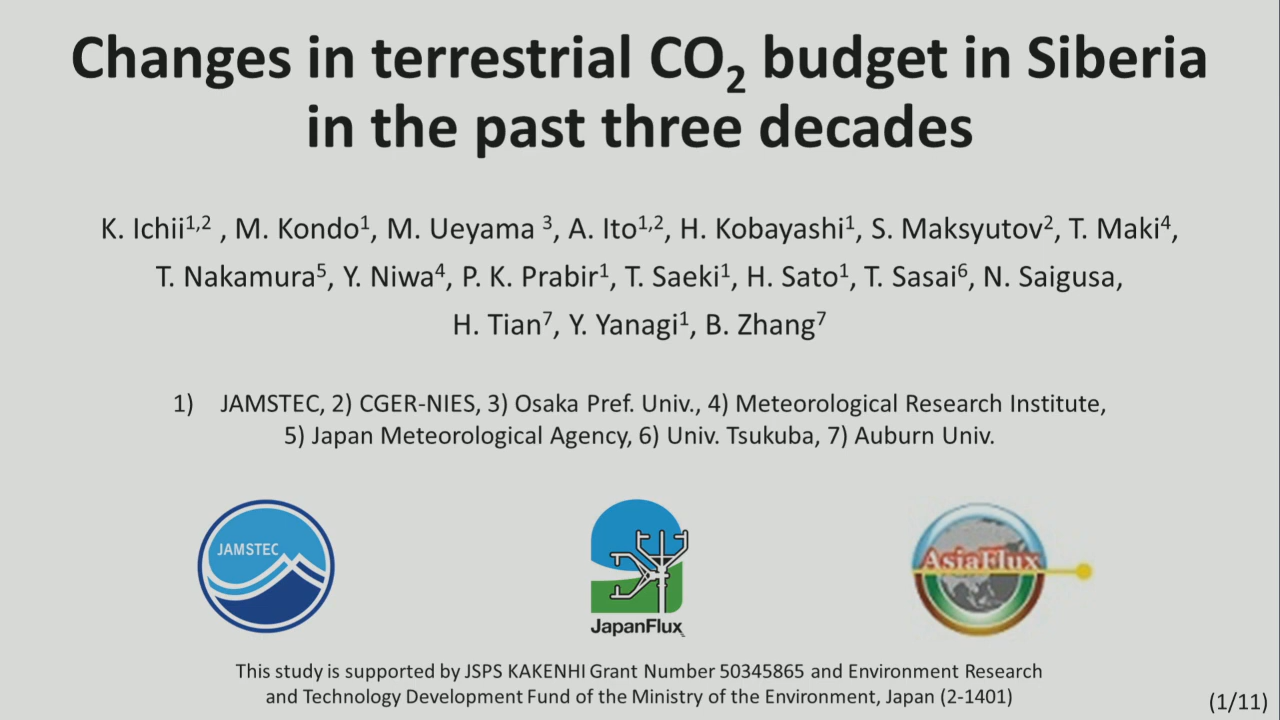 Changes in terrestrial CO₂ budget in Siberia
in the past three decades
K. Ichii¹,² , M. Kondo¹, M. Ueyama ³, A. Ito¹,², H. Kobayashi¹, S. Maksyutov², T. Maki⁴,
T. Nakamura⁵, Y. Niwa⁴, P. K. Prabir¹, T. Saeki¹, H. Sato¹, T. Sasai⁶, N. Saigusa,
H. Tian⁷, Y. Yanagi¹, B. Zhang⁷
1) JAMSTEC, 2) CGER-NIES, 3) Osaka Pref. Univ., 4) Meteorological Research Institute,
5) Japan Meteorological Agency, 6) Univ. Tsukuba, 7) Auburn Univ.
JAMSTEC
JapanFlux
AsiaFlux
This study is supported by JSPS KAKENHI Grant Number 50345865 and Environment Research
and Technology Development Fund of the Ministry of the Environment, Japan (2-1401)
(1/11)